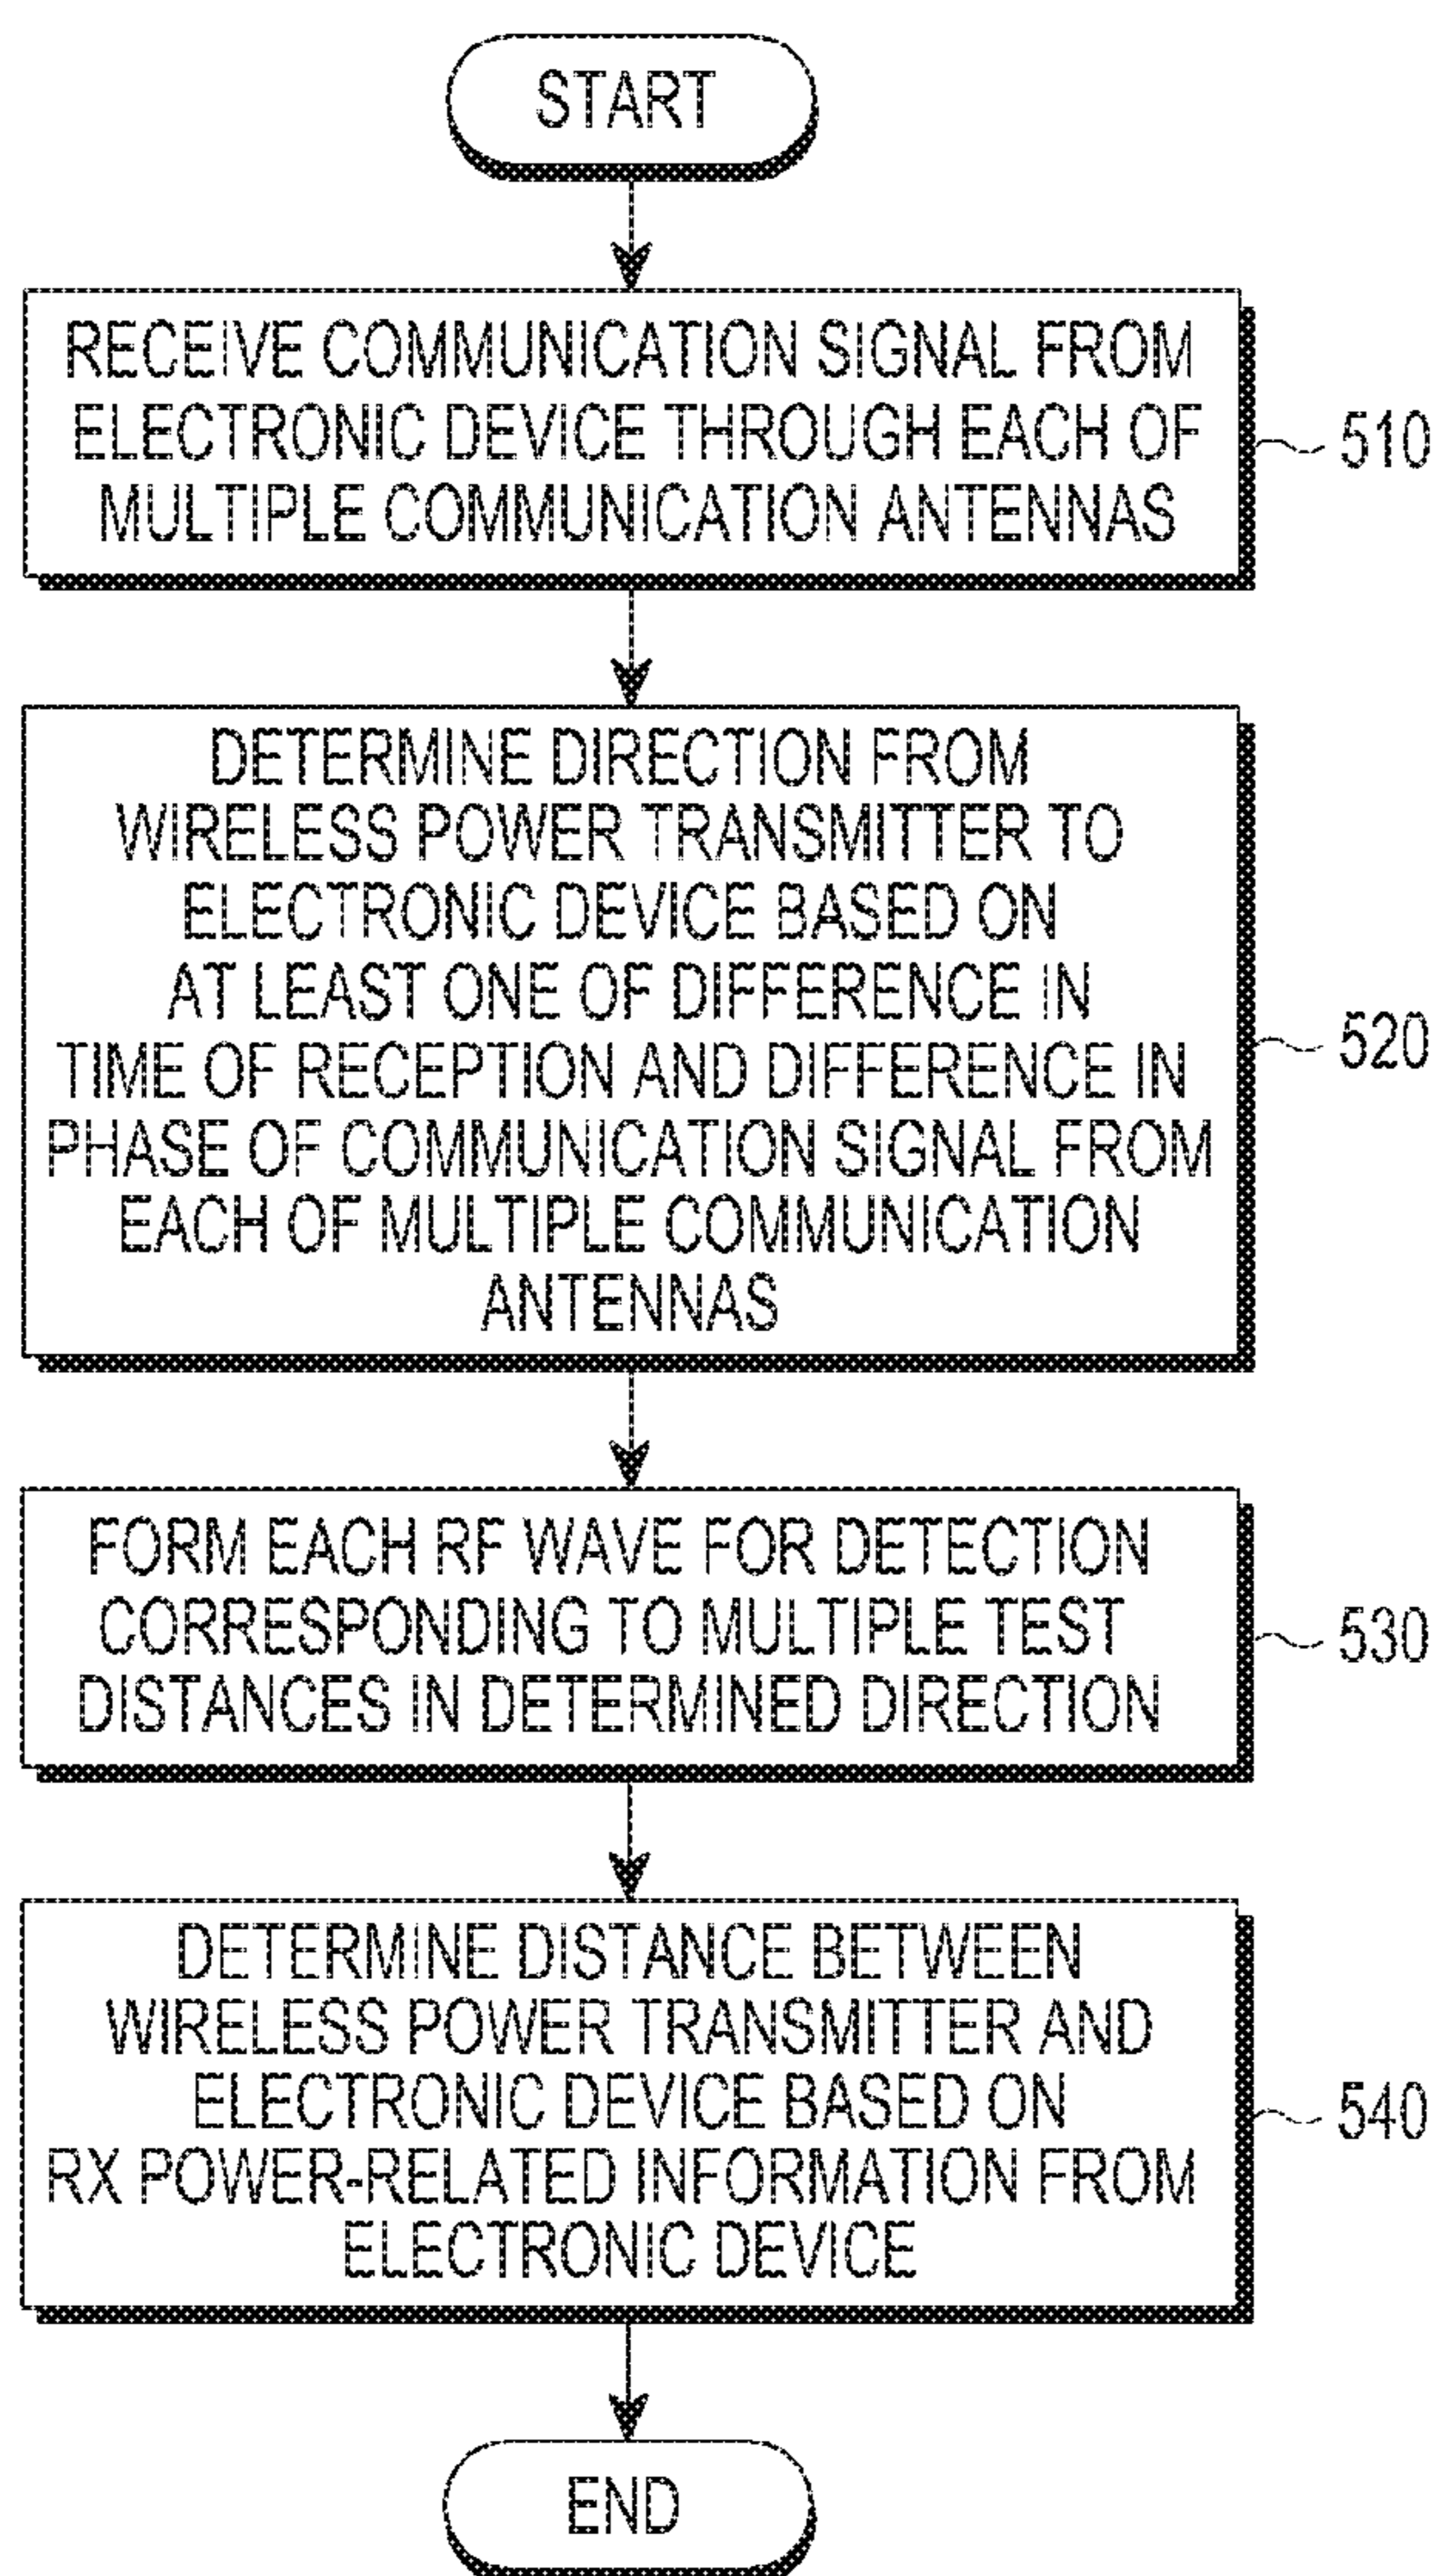 START
RECEIVE COMMUNICATION SIGNAL FROM
ELECTRONIC DEVICE THROUGH EACH OF
MULTIPLE COMMUNICATION ANTENNAS
510
DETERMINE DIRECTION FROM
WIRELESS POWER TRANSMITTER TO
ELECTRONIC DEVICE BASED ON
AT LEAST ONE OF DIFFERENCE IN
TIME OF RECEPTION AND DIFFERENCE IN
PHASE OF COMMUNICATION SIGNAL FROM
EACH OF MULTIPLE COMMUNICATION
ANTENNAS
520
FORM EACH RF WAVE FOR DETECTION
CORRESPONDING TO MULTIPLE TEST
DISTANCES IN DETERMINED DIRECTION
530
DETERMINE DISTANCE BETWEEN
WIRELESS POWER TRANSMITTER AND
ELECTRONIC DEVICE BASED ON
RX POWER-RELATED INFORMATION FROM
ELECTRONIC DEVICE
540
END